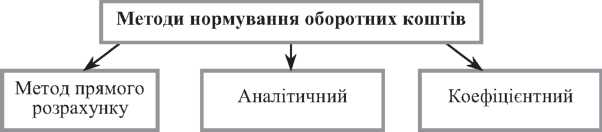 Методи нормування оборотних коштів
Метод прямого
розрахунку
Аналітичний
Коефіцієнтний